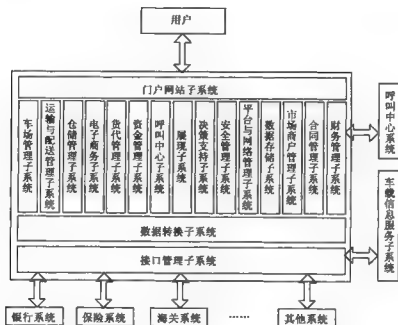 用户
门户网站子系统
车场管理子系统
运输与配送管理子系统
仓储管理子系统
电子商务子系统
货代管理子系统
资金管理子系统
呼叫中心子系统
展现子系统
决策支持子系统
安全管理子系统
平台与网络管理子系统
数据存储子系统
市场商户管理子系统
合同管理子系统
财务管理子系统
呼叫中心系统
车载信息服务子系统
数据转换子系统
接口管理子系统
银行系统
保险系统
海关系统
……
其他系统